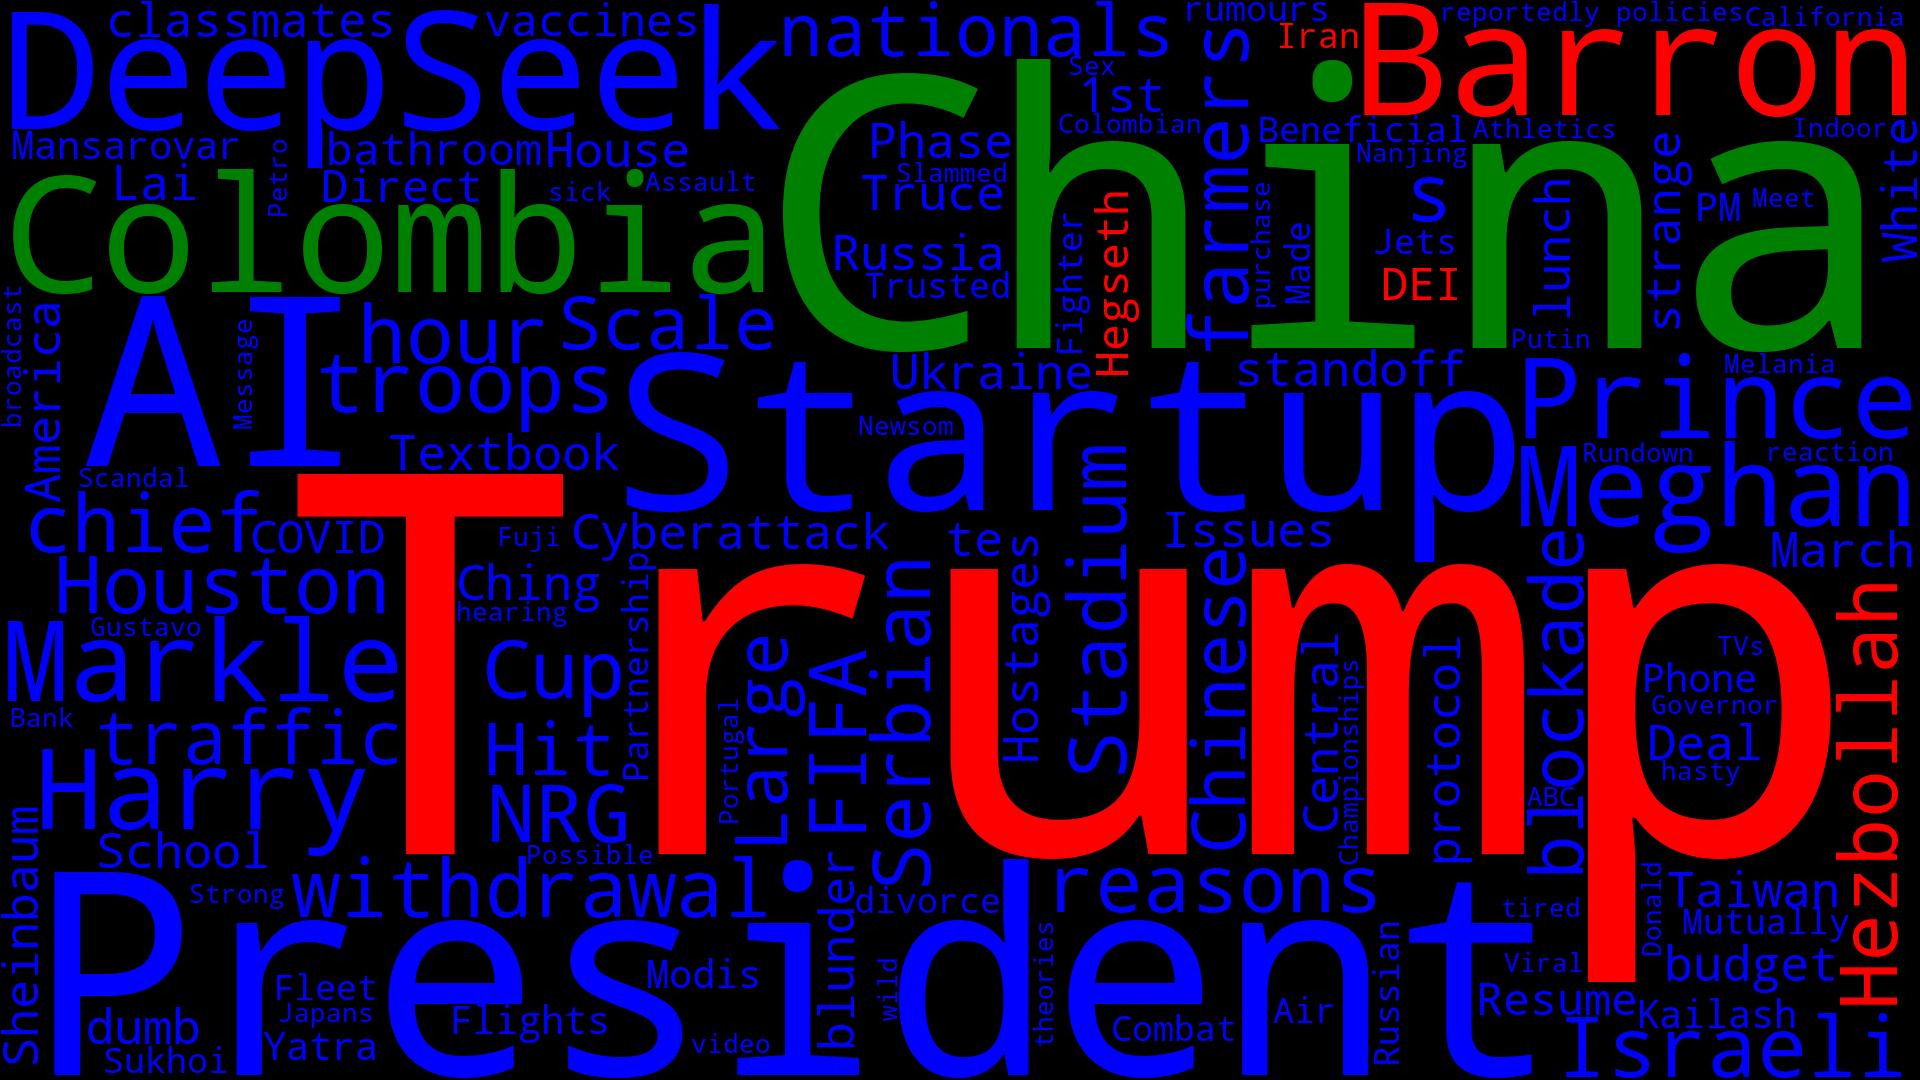 DeepSeek
classmates
vaccines
nationals
rumours
Iran
Barron
reportedly
policies
California
China
Sex
1st
farmers
Mansarovar
Petro
bathroom
House
Phase
Colombian
Beneficial
Athletics
Indoor
White
Colombia
Lai
Direct
sick
Assault
Slammed
Truce
Nanjing
s
lunch
strange
PM
Meet
Russia
Trusted
Fighter
Hegseth
purchase
Made
Jets
DEI
Putin
broadcast
America
AI
Message
hour
Scale
troops
Ukraine
standoff
Melania
Prince
Startup
Newsom
Textbook
Scandal
Rundown
reaction
Meghan
chief
COVID
Trump
Fuji
Cyberattack
te
Issues
March
Houston
Ching
hearing
Partnership
Hostages
Stadium
Chinese
blockade
Hezbollah
Gustavo
Markle
Cup
Large
FIFA
Serbian
Central
Championships
protocol
TVs
Phone
Governor
Deal
hasty
Bank
traffic
Hit
Portugal
Harry
NRG
ABC
Sheinbaum
School
Possible
Strong
withdrawal
blunder
divorce
reasons
tired
Donald
Taiwan
Mutually
President
Fleet
Japans
Modis
wild
theories
Russian
Viral
budget
dumb
Yatra
Flights
Combat
Air
Resume
Kailash
Sukhoi
video
Israeli